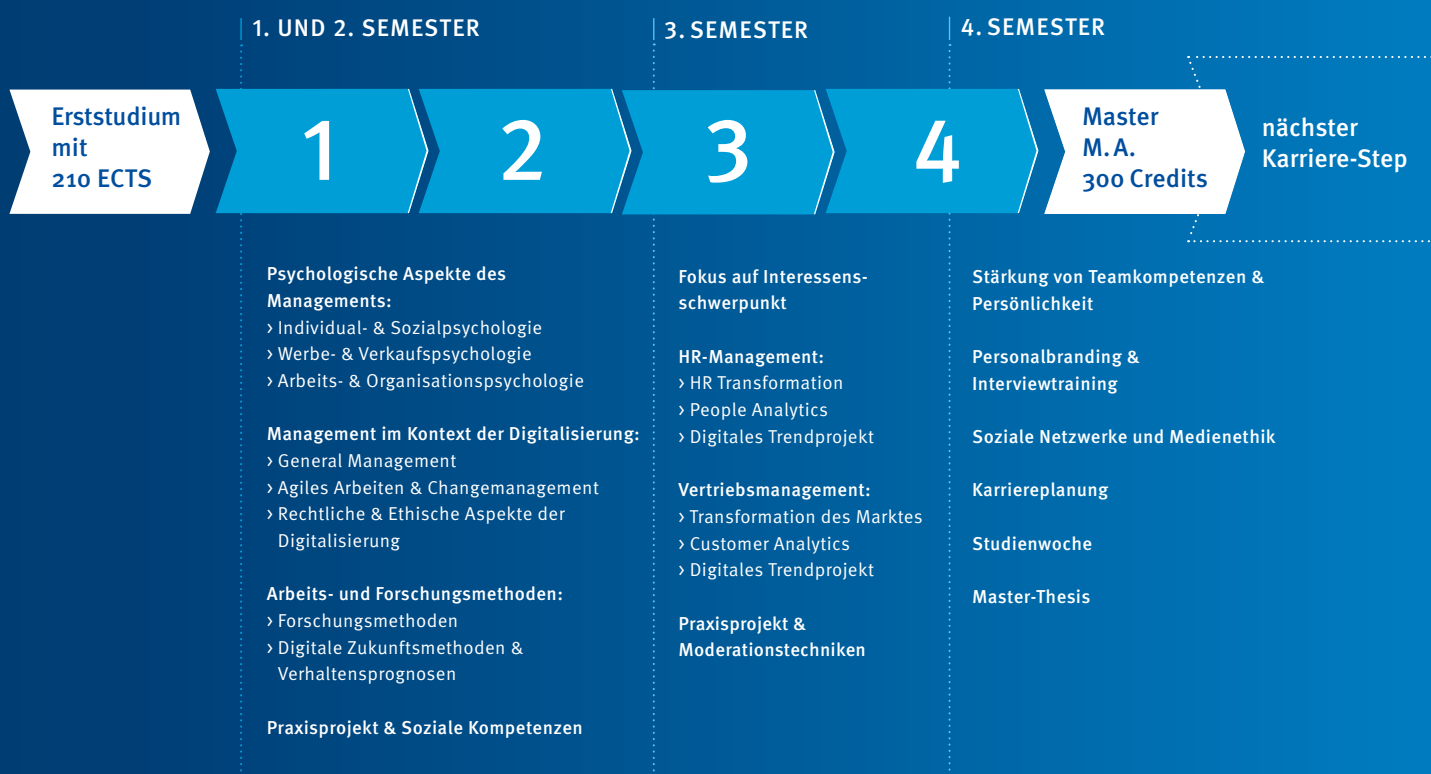 1. UND 2. SEMESTER
3. SEMESTER
4. SEMESTER
Erststudium
mit
210 ECTS
1
2
3
4
Master
M. A.
300 Credits
nächster
Karriere-Step
Psychologische Aspekte des
Managements:
› Individual- & Sozialpsychologie
› Werbe- & Verkaufspsychologie
› Arbeits- & Organisationspsychologie
Management im Kontext der Digitalisierung:
› General Management
› Agiles Arbeiten & Changemanagement
› Rechtliche & Ethische Aspekte der
Digitalisierung
Arbeits- und Forschungsmethoden:
› Forschungsmethoden
› Digitale Zukunftsmethoden &
Verhaltensprognosen
Praxisprojekt & Soziale Kompetenzen
Fokus auf Interessens-
schwerpunkt
HR-Management:
› HR Transformation
› People Analytics
› Digitales Trendprojekt
Vertriebsmanagement:
› Transformation des Marktes
› Customer Analytics
› Digitales Trendprojekt
Praxisprojekt &
Moderationstechniken
Stärkung von Teamkompetenzen &
Persönlichkeit
Personalbranding &
Interviewtraining
Soziale Netzwerke und Medienethik
Karriereplanung
Studienwoche
Master-Thesis